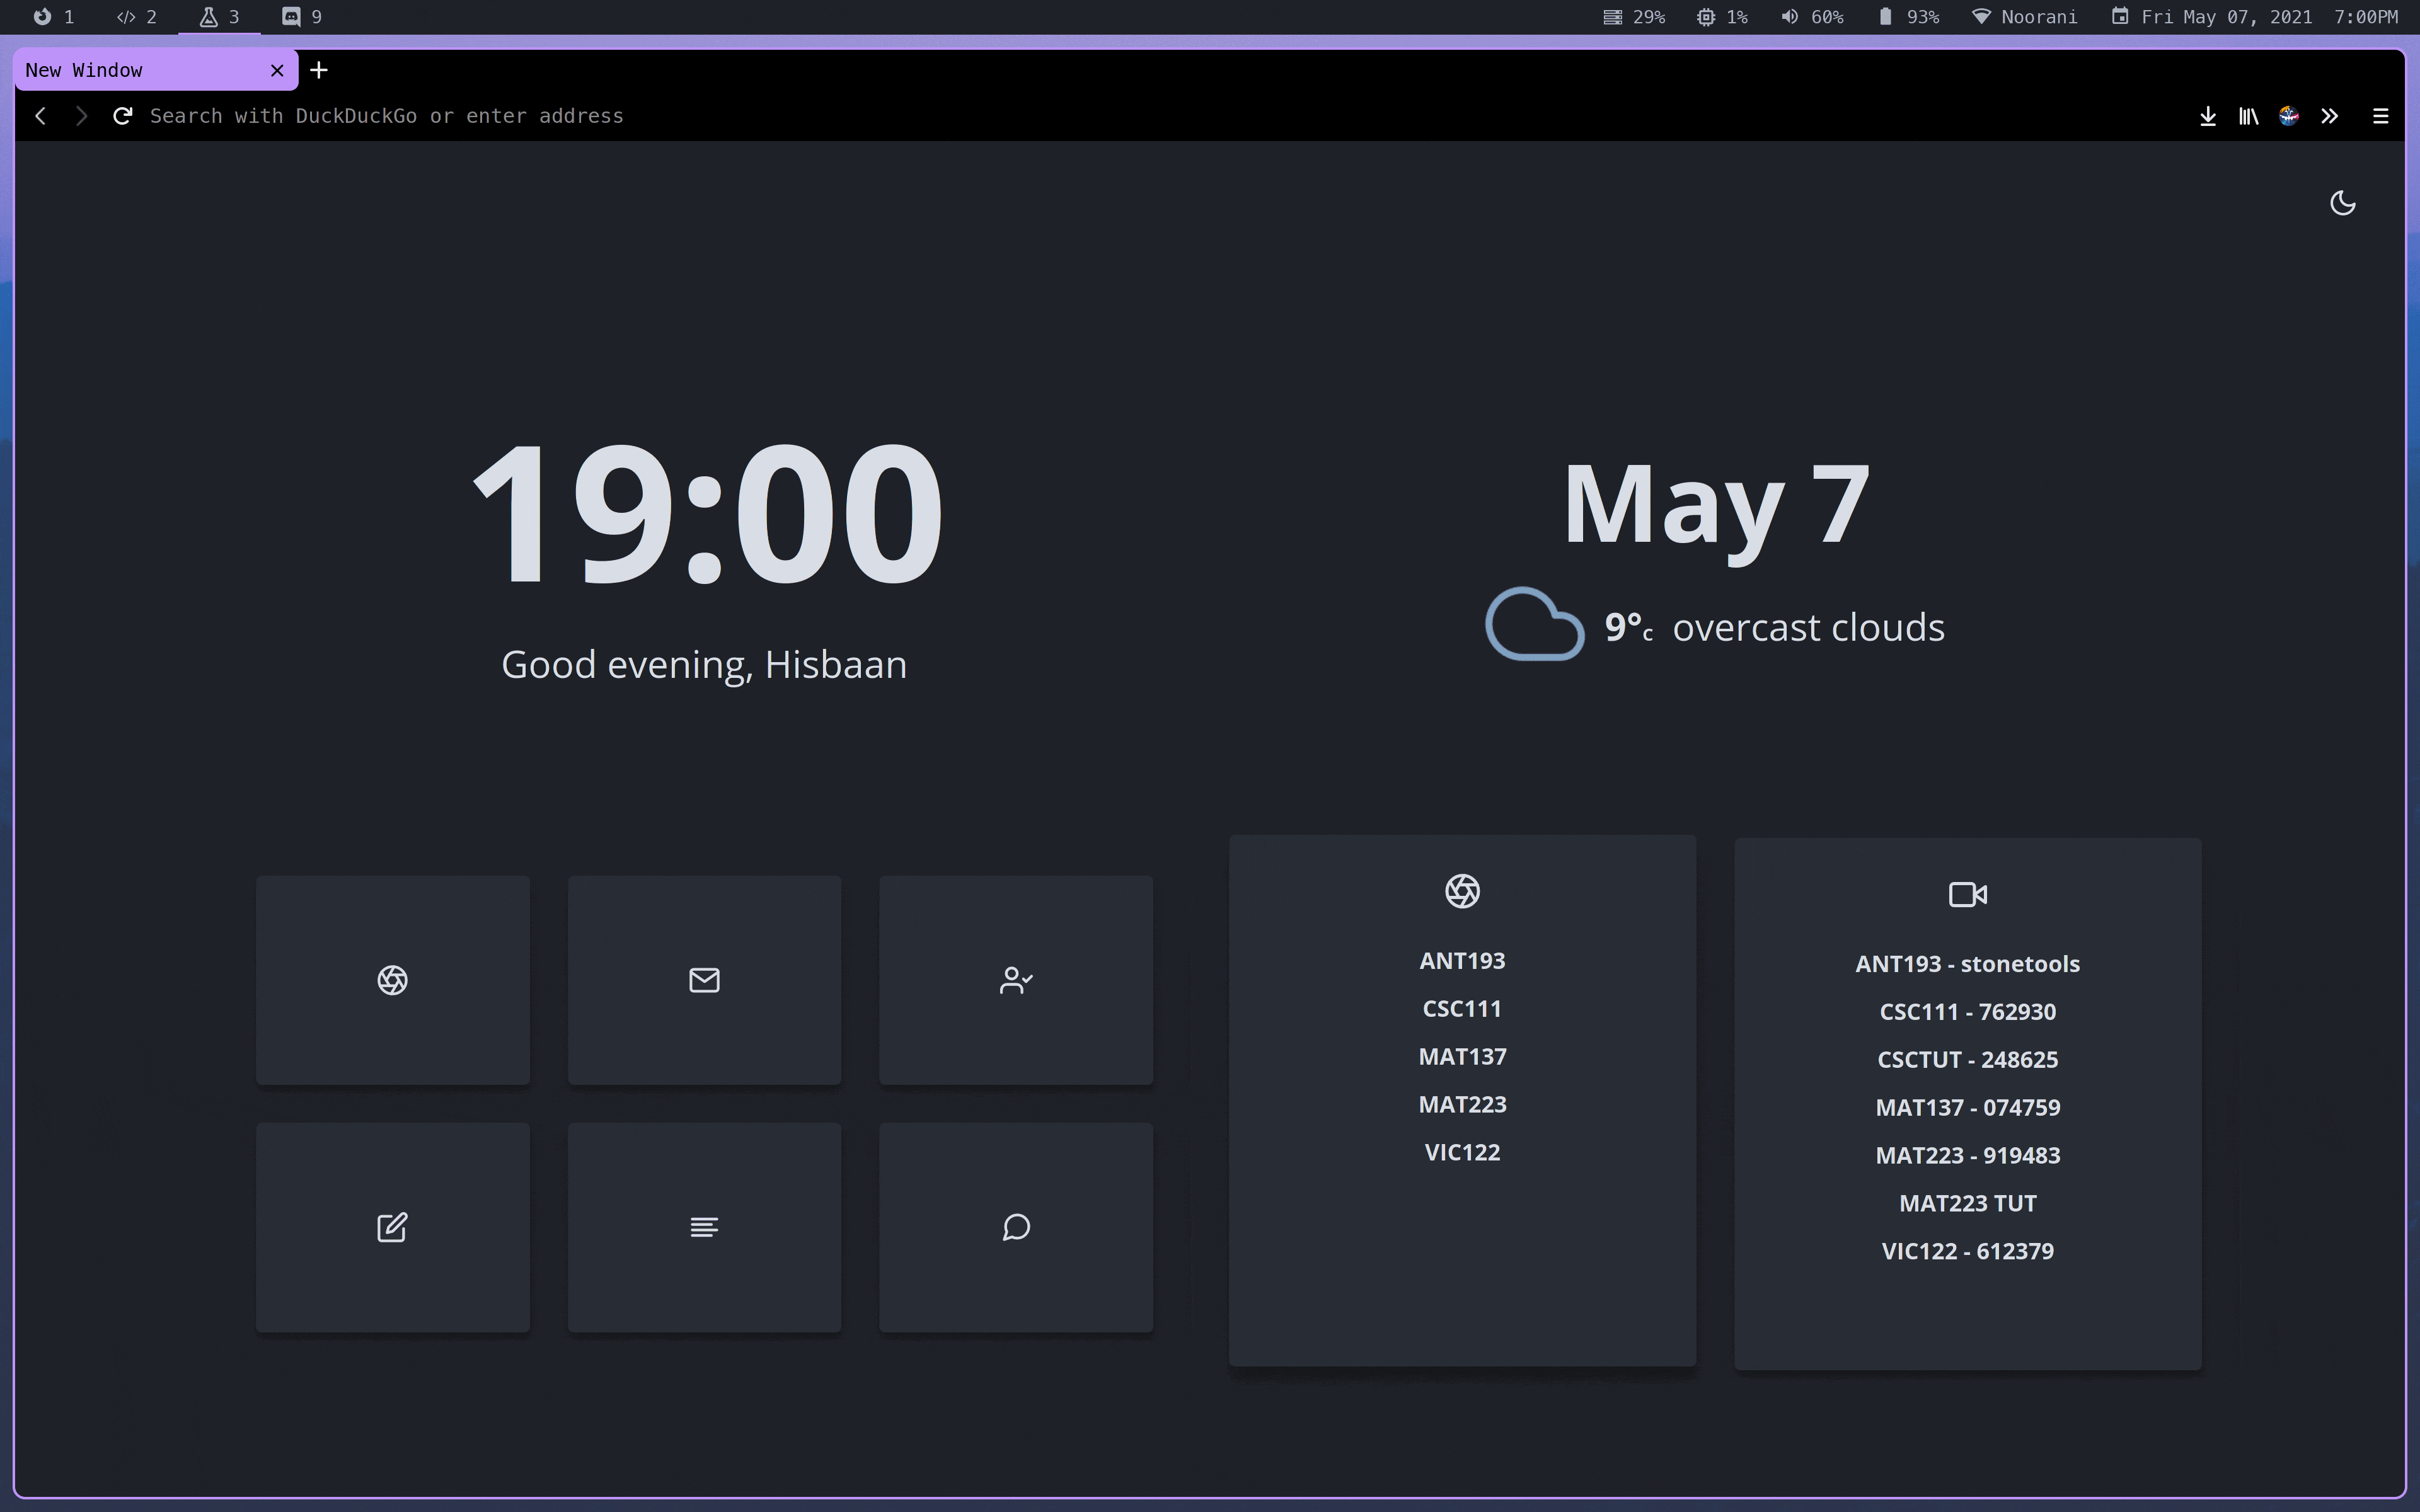 1 2 3 9 29% 1% 60% 93% Noorani Fri May 07, 2021 7:00PM
New Window
Search with DuckDuckGo or enter address
19:00
Good evening, Hisbaan
May 7
9°c overcast clouds
ANT193
CSC111
MAT137
MAT223
VIC122
ANT193 - stonetools
CSC111 - 762930
CSCTUT - 248625
MAT137 - 074759
MAT223 - 919483
MAT223 TUT
VIC122 - 612379